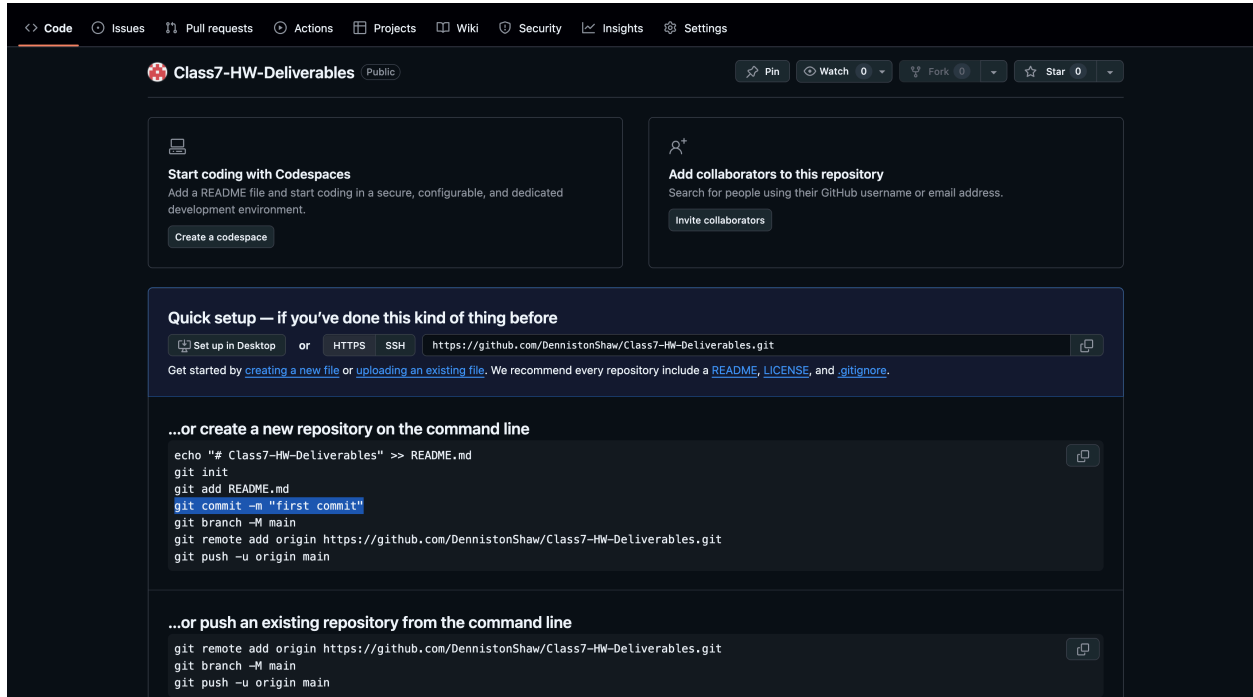 Code Issues Pull requests Actions Projects Wiki Security Insights Settings
Class7-HW-Deliverables Public
Pin Watch 0 Fork 0 Star 0
Start coding with Codespaces
Add a README file and start coding in a secure, configurable, and dedicated
development environment.
Create a codespace
Add collaborators to this repository
Search for people using their GitHub username or email address.
Invite collaborators
Quick setup — if you've done this kind of thing before
Set up in Desktop or HTTPS SSH https://github.com/DennistonShaw/Class7-HW-Deliverables.git
Get started by creating a new file or uploading an existing file. We recommend every repository include a README, LICENSE, and .gitignore.
...or create a new repository on the command line
echo "# Class7-HW-Deliverables" >> README.md
git init
git add README.md
git commit -m "first commit"
git branch -M main
git remote add origin https://github.com/DennistonShaw/Class7-HW-Deliverables.git
git push -u origin main
...or push an existing repository from the command line
git remote add origin https://github.com/DennistonShaw/Class7-HW-Deliverables.git
git branch -M main
git push -u origin main